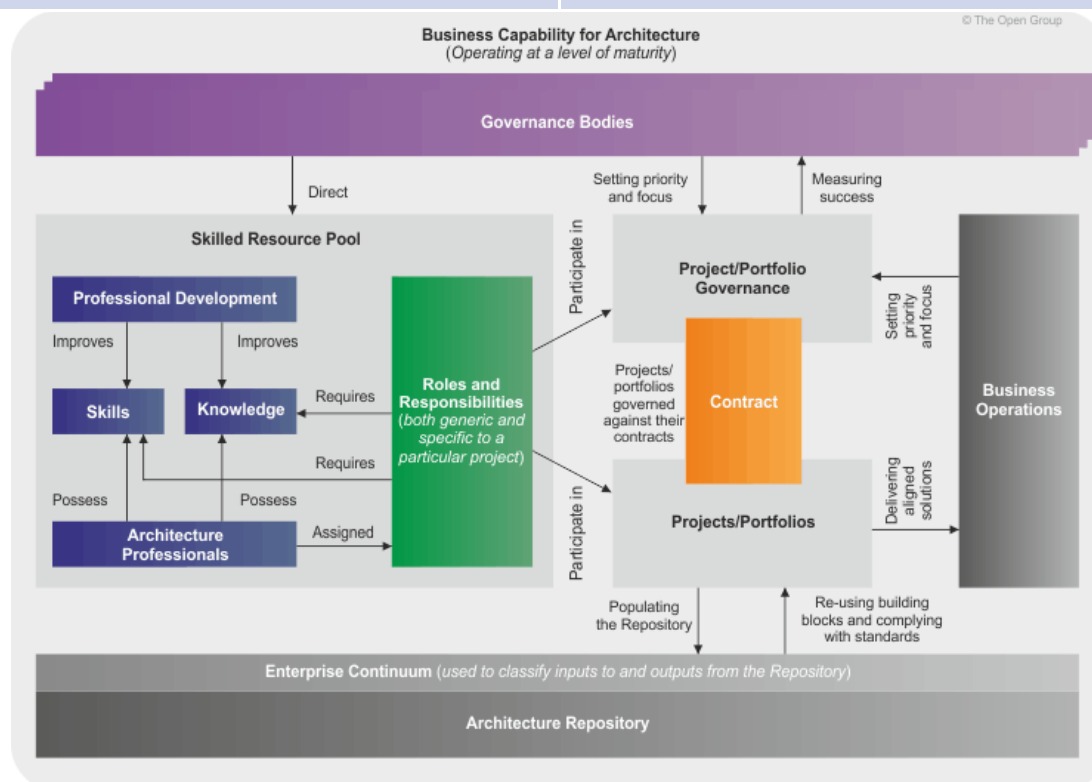 © The Open Group
Business Capability for Architecture
(Operating at a level of maturity)
Governance Bodies
Direct
Setting priority
and focus
Measuring
success
Skilled Resource Pool
Professional Development
Improves
Improves
Skills
Knowledge
Requires
Requires
Possess
Possess
Architecture
Professionals
Assigned
Roles and
Responsibilities
(both generic and
specific to a
particular project)
Participate in
Participate in
Project/Portfolio
Governance
Projects/
portfolios
governed
against their
contracts
Contract
Projects/Portfolios
Setting
priority
and focus
Delivering
aligned
solutions
Business
Operations
Populating
the Repository
Re-using building
blocks and complying
with standards
Enterprise Continuum (used to classify inputs to and outputs from the Repository)
Architecture Repository